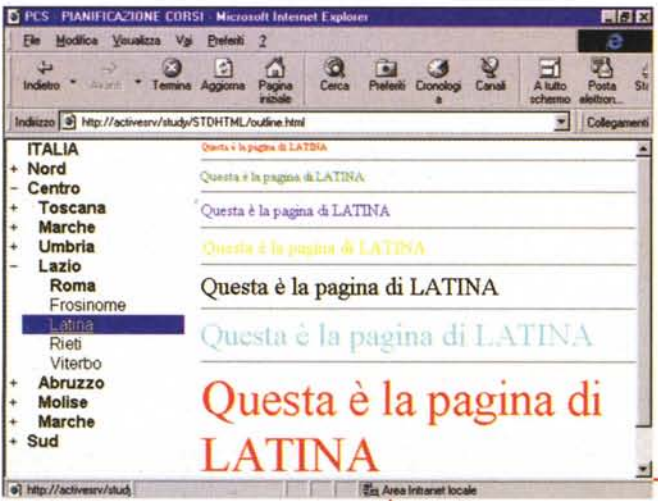 PCS - PIANIFICAZIONE CORSI - Microsoft Internet Explorer
File Modifica Visualizza Vai Preferiti ?
Indietro Avanti Termina Aggiorna Pagina iniziale Cerca Preferiti Cronologia Canali A tutto schermo Posta elettron... St
Indirizzo http://activesrv/study/STDHTML/outline.html Collegamenti
ITALIA
+ Nord
- Centro
+ Toscana
+ Marche
+ Umbria
- Lazio
Roma
Frosinome
Latina
Rieti
Viterbo
+ Abruzzo
+ Molise
+ Marche
+ Sud
Questa è la pagina di LATINA
Questa è la pagina di LATINA
Questa è la pagina di LATINA
Questa è la pagina di LATINA
Questa è la pagina di LATINA
Questa è la pagina di LATINA
Questa è la pagina di
LATINA
http://activesrv/study Area Intranet locale